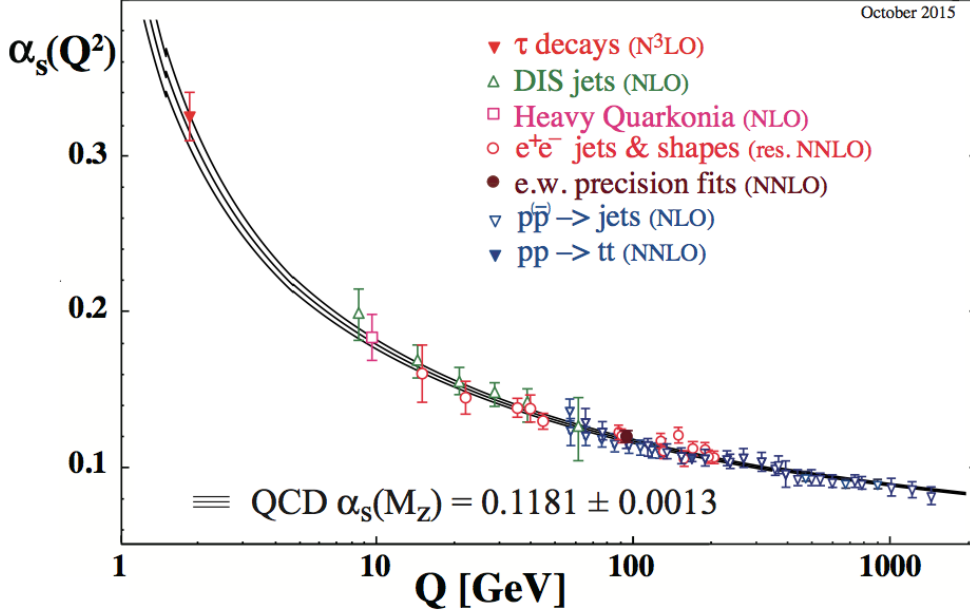 October 2015
αs(Q²)
τ decays (N³LO)
DIS jets (NLO)
Heavy Quarkonia (NLO)
e⁺e⁻ jets & shapes (res. NNLO)
e.w. precision fits (NNLO)
pp(–) –> jets (NLO)
pp –> tt (NNLO)
0.3
0.2
0.1
QCD αs(Mz) = 0.1181 ± 0.0013
1 10 100 1000
Q [GeV]